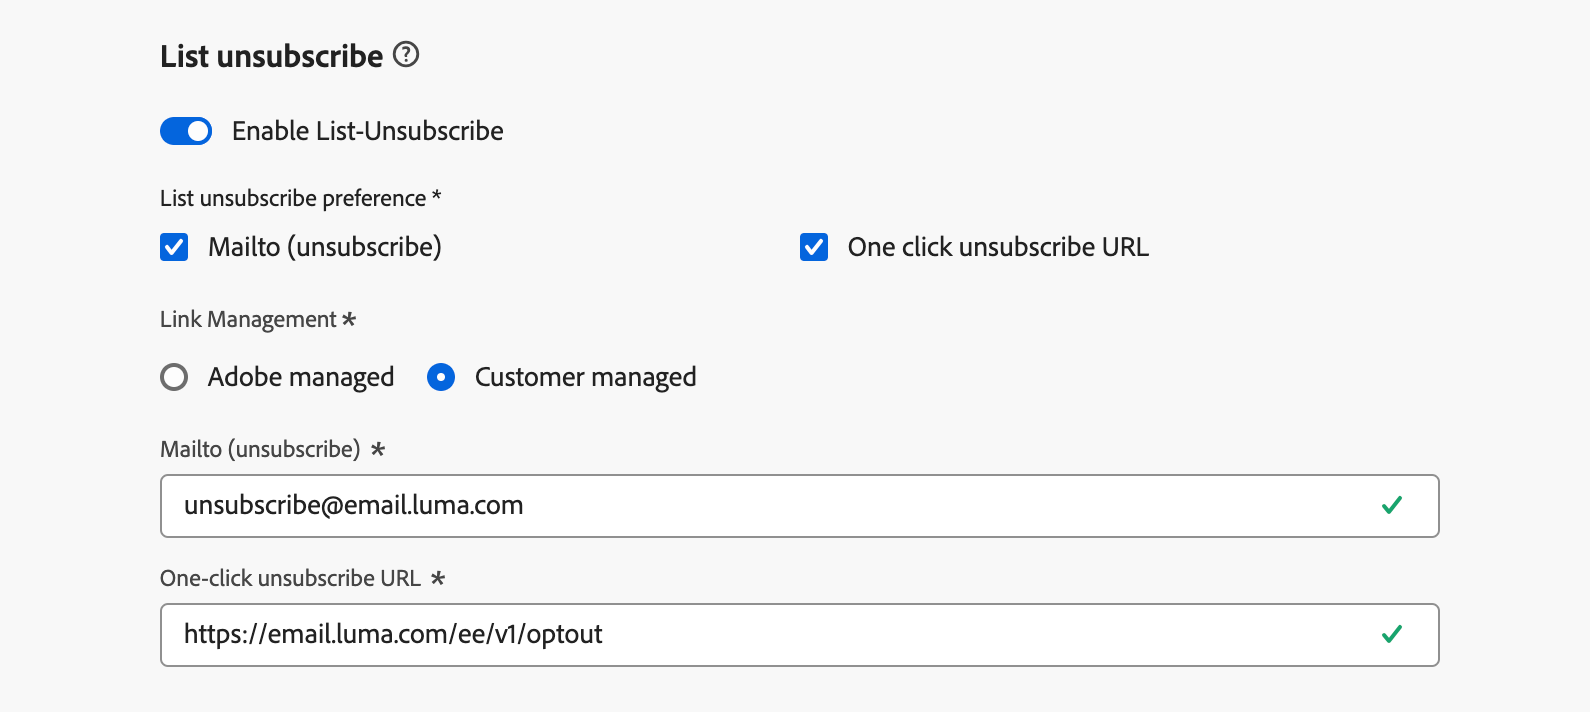 List unsubscribe
Enable List-Unsubscribe
List unsubscribe preference *
Mailto (unsubscribe)
One click unsubscribe URL
Link Management *
Adobe managed
Customer managed
Mailto (unsubscribe) *
unsubscribe@email.luma.com
One-click unsubscribe URL *
https://email.luma.com/ee/v1/optout